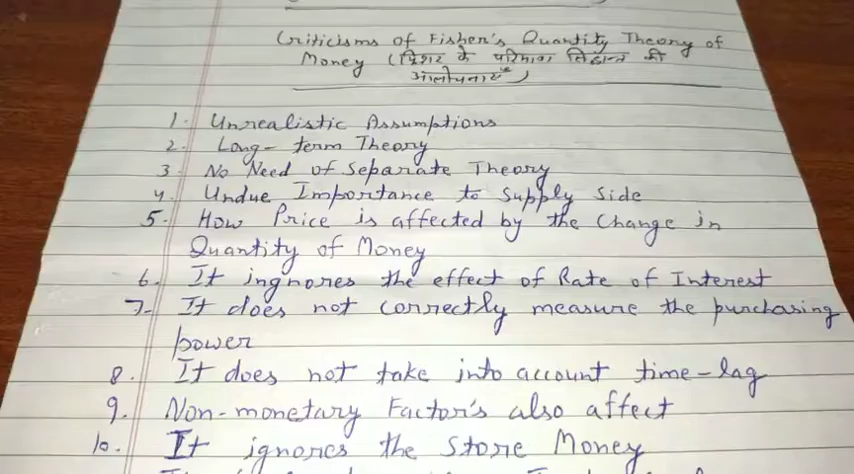 Criticisms of Fisher's Quantity Theory of
Money (फिशर के परिमाण सिद्धान्त की
आलोचनाएँ)
1. Unrealistic Assumptions
2. Long-term Theory
3 No Need of Separate Theory
4. Undue Importance to Supply Side
5. How Price is affected by the Change in
Quantity of Money
6. It ingnores the effect of Rate of Interest
7. It does not correctly measure the purchasing
power
8. It does not take into account time-lag
9. Non-monetary Factor's also affect
10. It ignores the Store Money